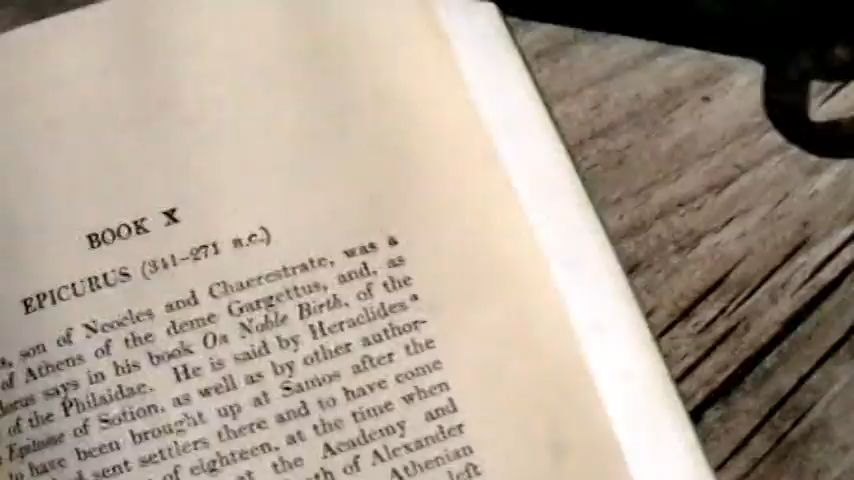 BOOK X
EPICURUS (341-271 B.C.)
son of Neocles and Chaerestrate, was a
of Athens of the deme Gargettus, and, as
says in his book On Noble Birth, of the
of the Philaidae. He is said by Heraclides a
Epitome of Sotion, as well as by other author-
to have been brought up at Samos after the
sent settlers there and to have come
of eighteen, at the time when
at the Academy and
of Alexander
Athenian
left